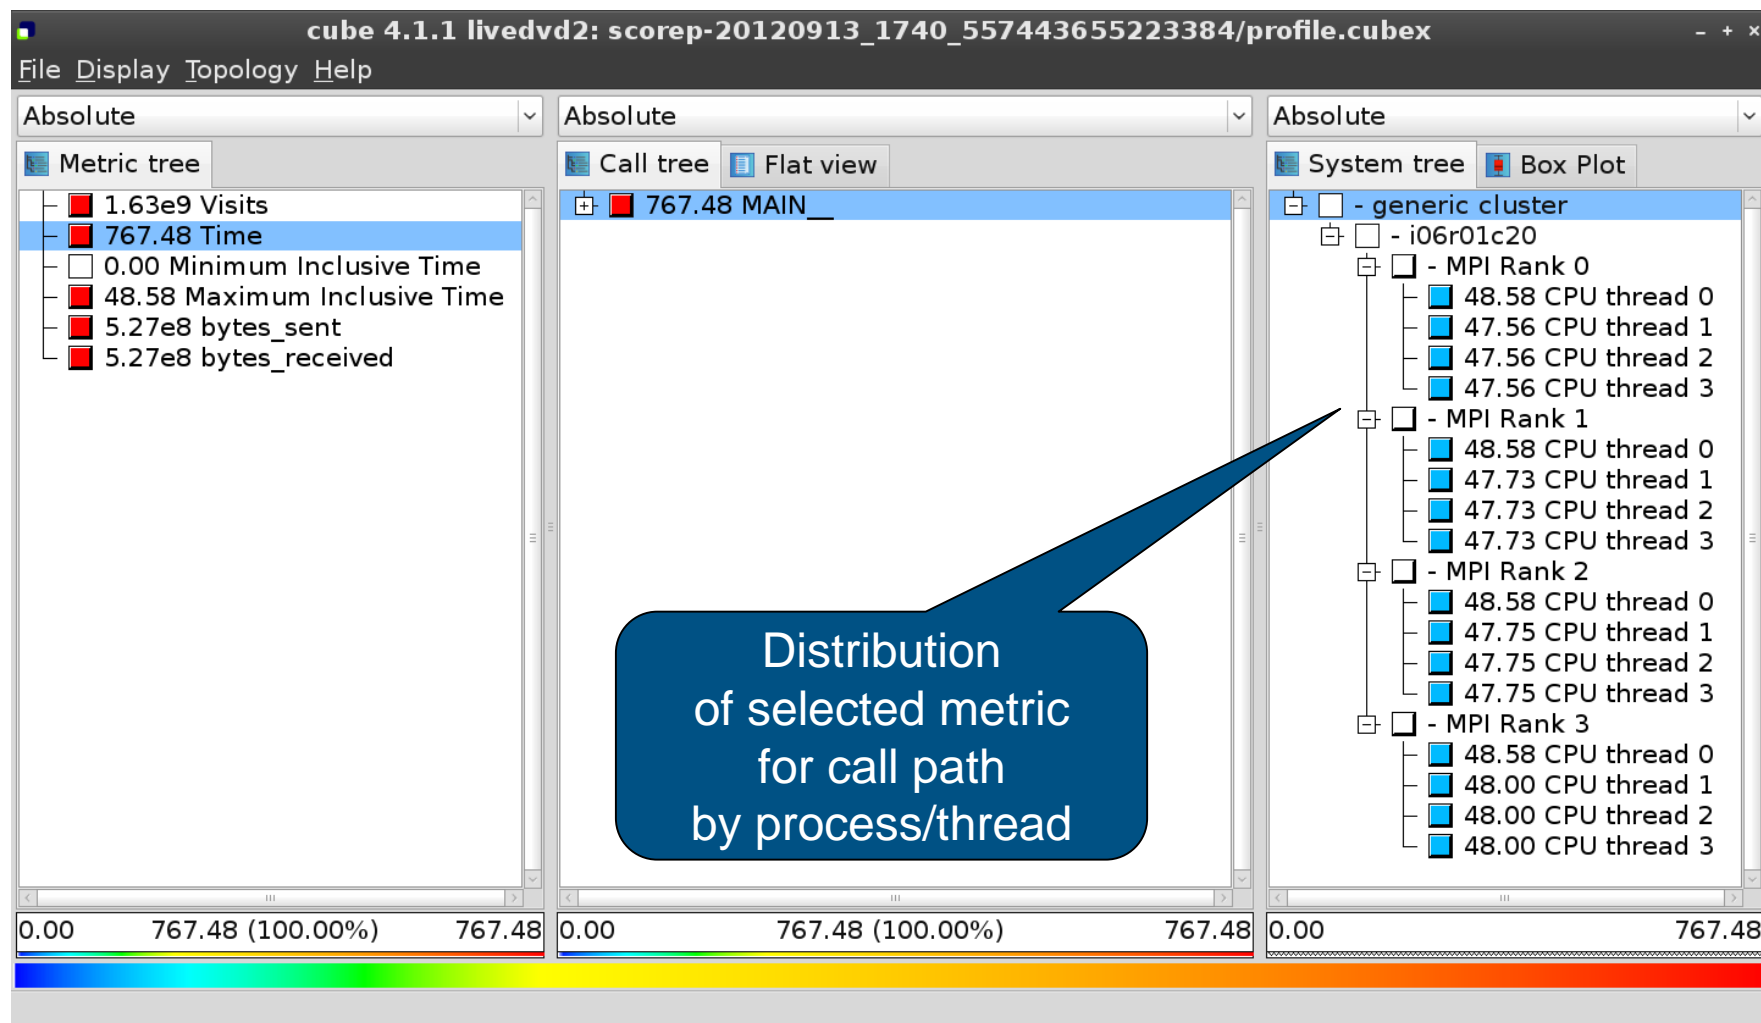 cube 4.1.1 livedvd2: scorep-20120913_1740_557443655223384/profile.cubex
File Display Topology Help
Absolute
Metric tree
1.63e9 Visits
767.48 Time
0.00 Minimum Inclusive Time
48.58 Maximum Inclusive Time
5.27e8 bytes_sent
5.27e8 bytes_received
0.00 767.48 (100.00%) 767.48
Absolute
Call tree Flat view
767.48 MAIN__
Distribution
of selected metric
for call path
by process/thread
0.00 767.48 (100.00%) 767.48
Absolute
System tree Box Plot
- generic cluster
- i06r01c20
- MPI Rank 0
48.58 CPU thread 0
47.56 CPU thread 1
47.56 CPU thread 2
47.56 CPU thread 3
- MPI Rank 1
48.58 CPU thread 0
47.73 CPU thread 1
47.73 CPU thread 2
47.73 CPU thread 3
- MPI Rank 2
48.58 CPU thread 0
47.75 CPU thread 1
47.75 CPU thread 2
47.75 CPU thread 3
- MPI Rank 3
48.58 CPU thread 0
48.00 CPU thread 1
48.00 CPU thread 2
48.00 CPU thread 3
0.00 767.48